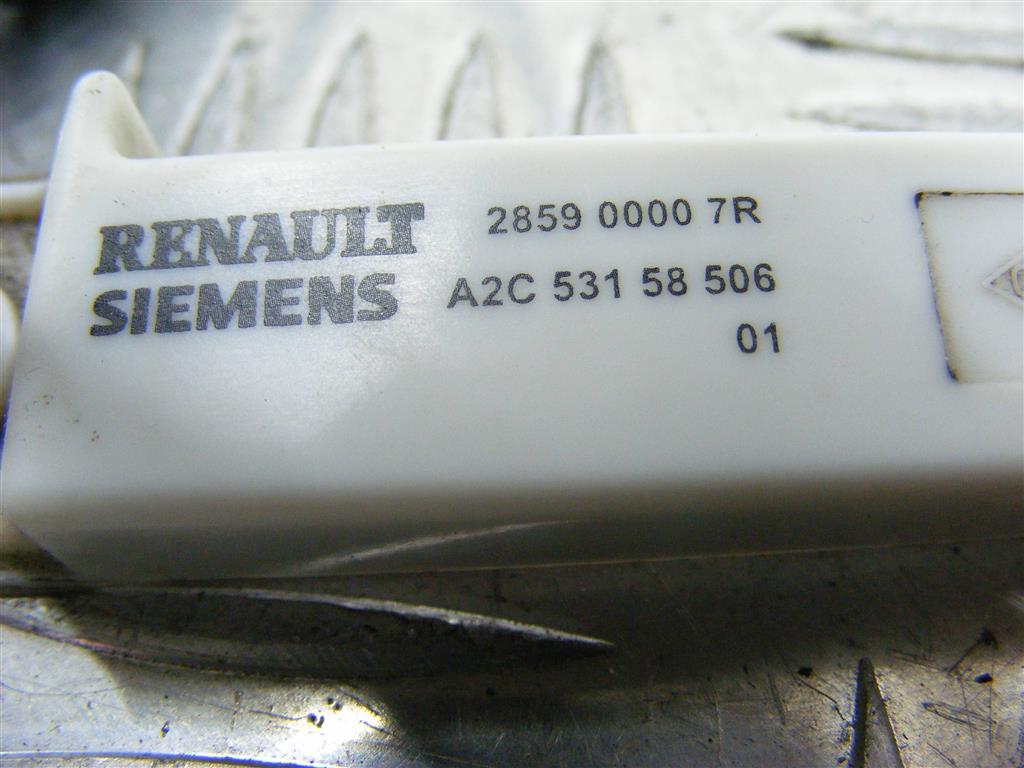 RENAULT 2859 0000 7R
SIEMENS A2C 531 58 506
01